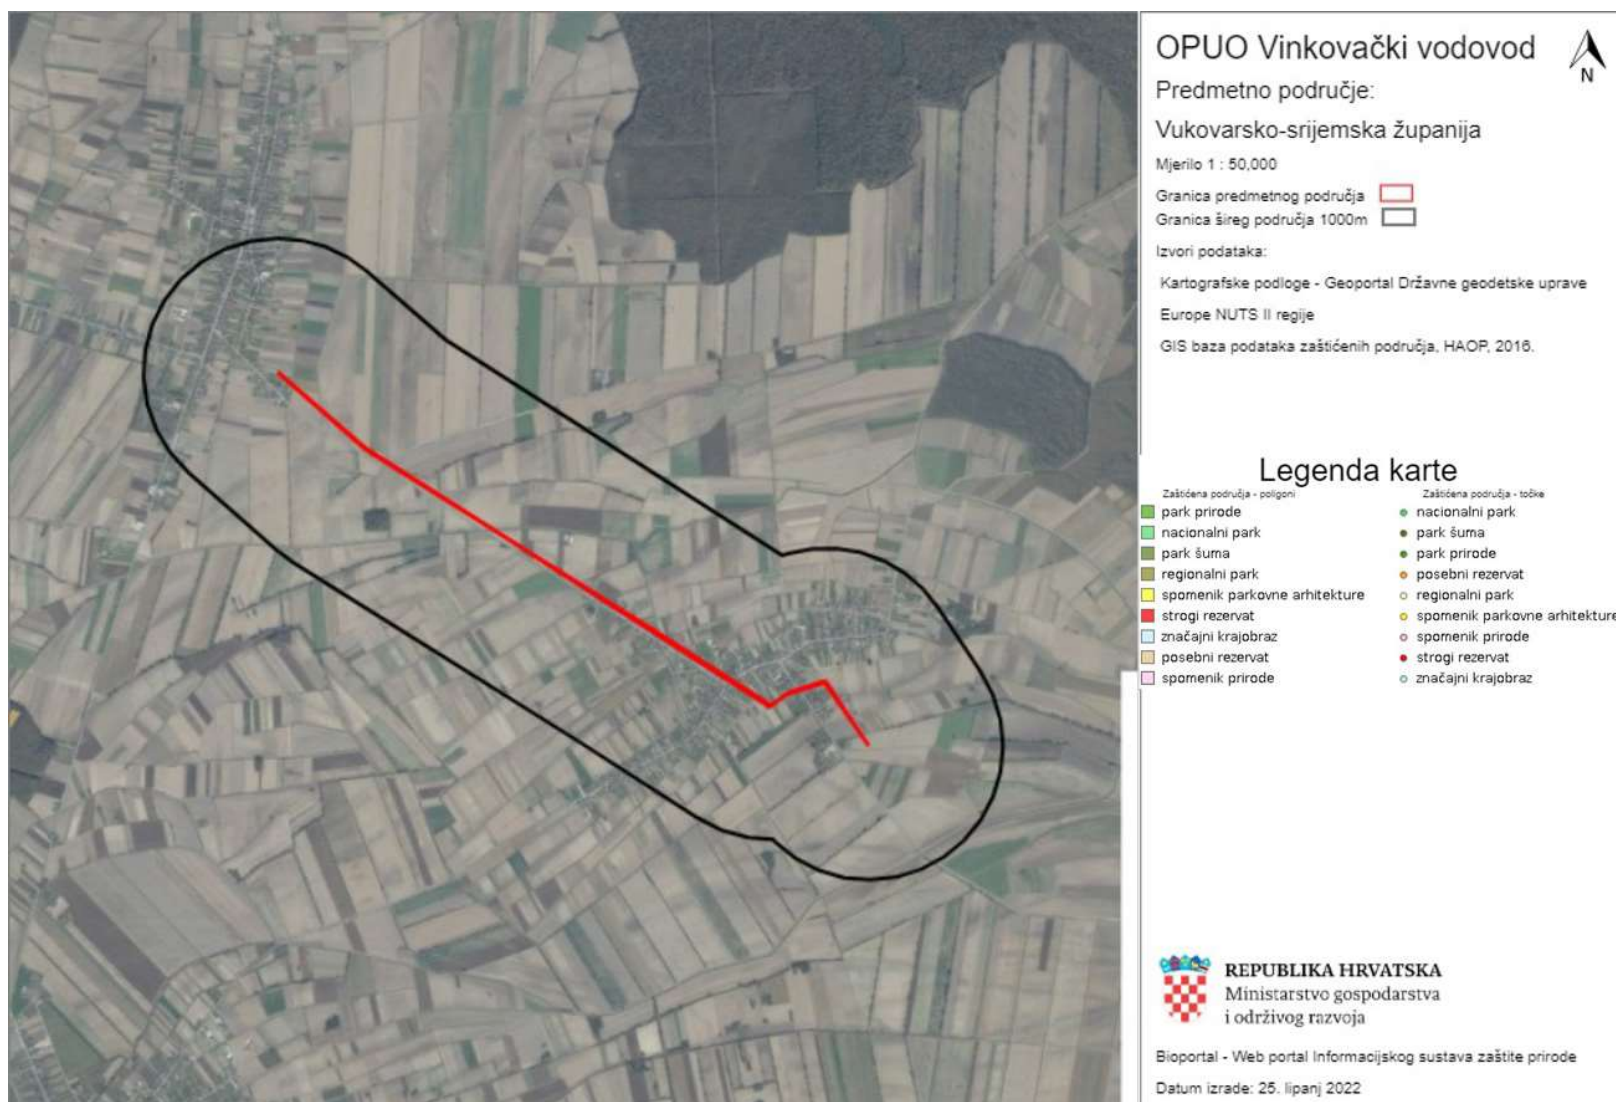 OPUO Vinkovački vodovod
N
Predmetno područje:
Vukovarsko-srijemska županija
Mjerilo 1 : 50,000
Granica predmetnog područja
Granica šireg područja 1000m
Izvori podataka:
Kartografske podloge - Geoportal Državne geodetske uprave
Europe NUTS II regije
GIS baza podataka zaštićenih područja, HAOP, 2016.
Legenda karte
Zaštićena područja - poligoni
park prirode
nacionalni park
park šuma
regionalni park
spomenik parkovne arhitekture
strogi rezervat
značajni krajobraz
posebni rezervat
spomenik prirode
Zaštićena područja - točke
nacionalni park
park šuma
park prirode
posebni rezervat
regionalni park
spomenik parkovne arhitekture
spomenik prirode
strogi rezervat
značajni krajobraz
REPUBLIKA HRVATSKA
Ministarstvo gospodarstva
i održivog razvoja
Bioportal - Web portal Informacijskog sustava zaštite prirode
Datum izrade: 25. lipanj 2022